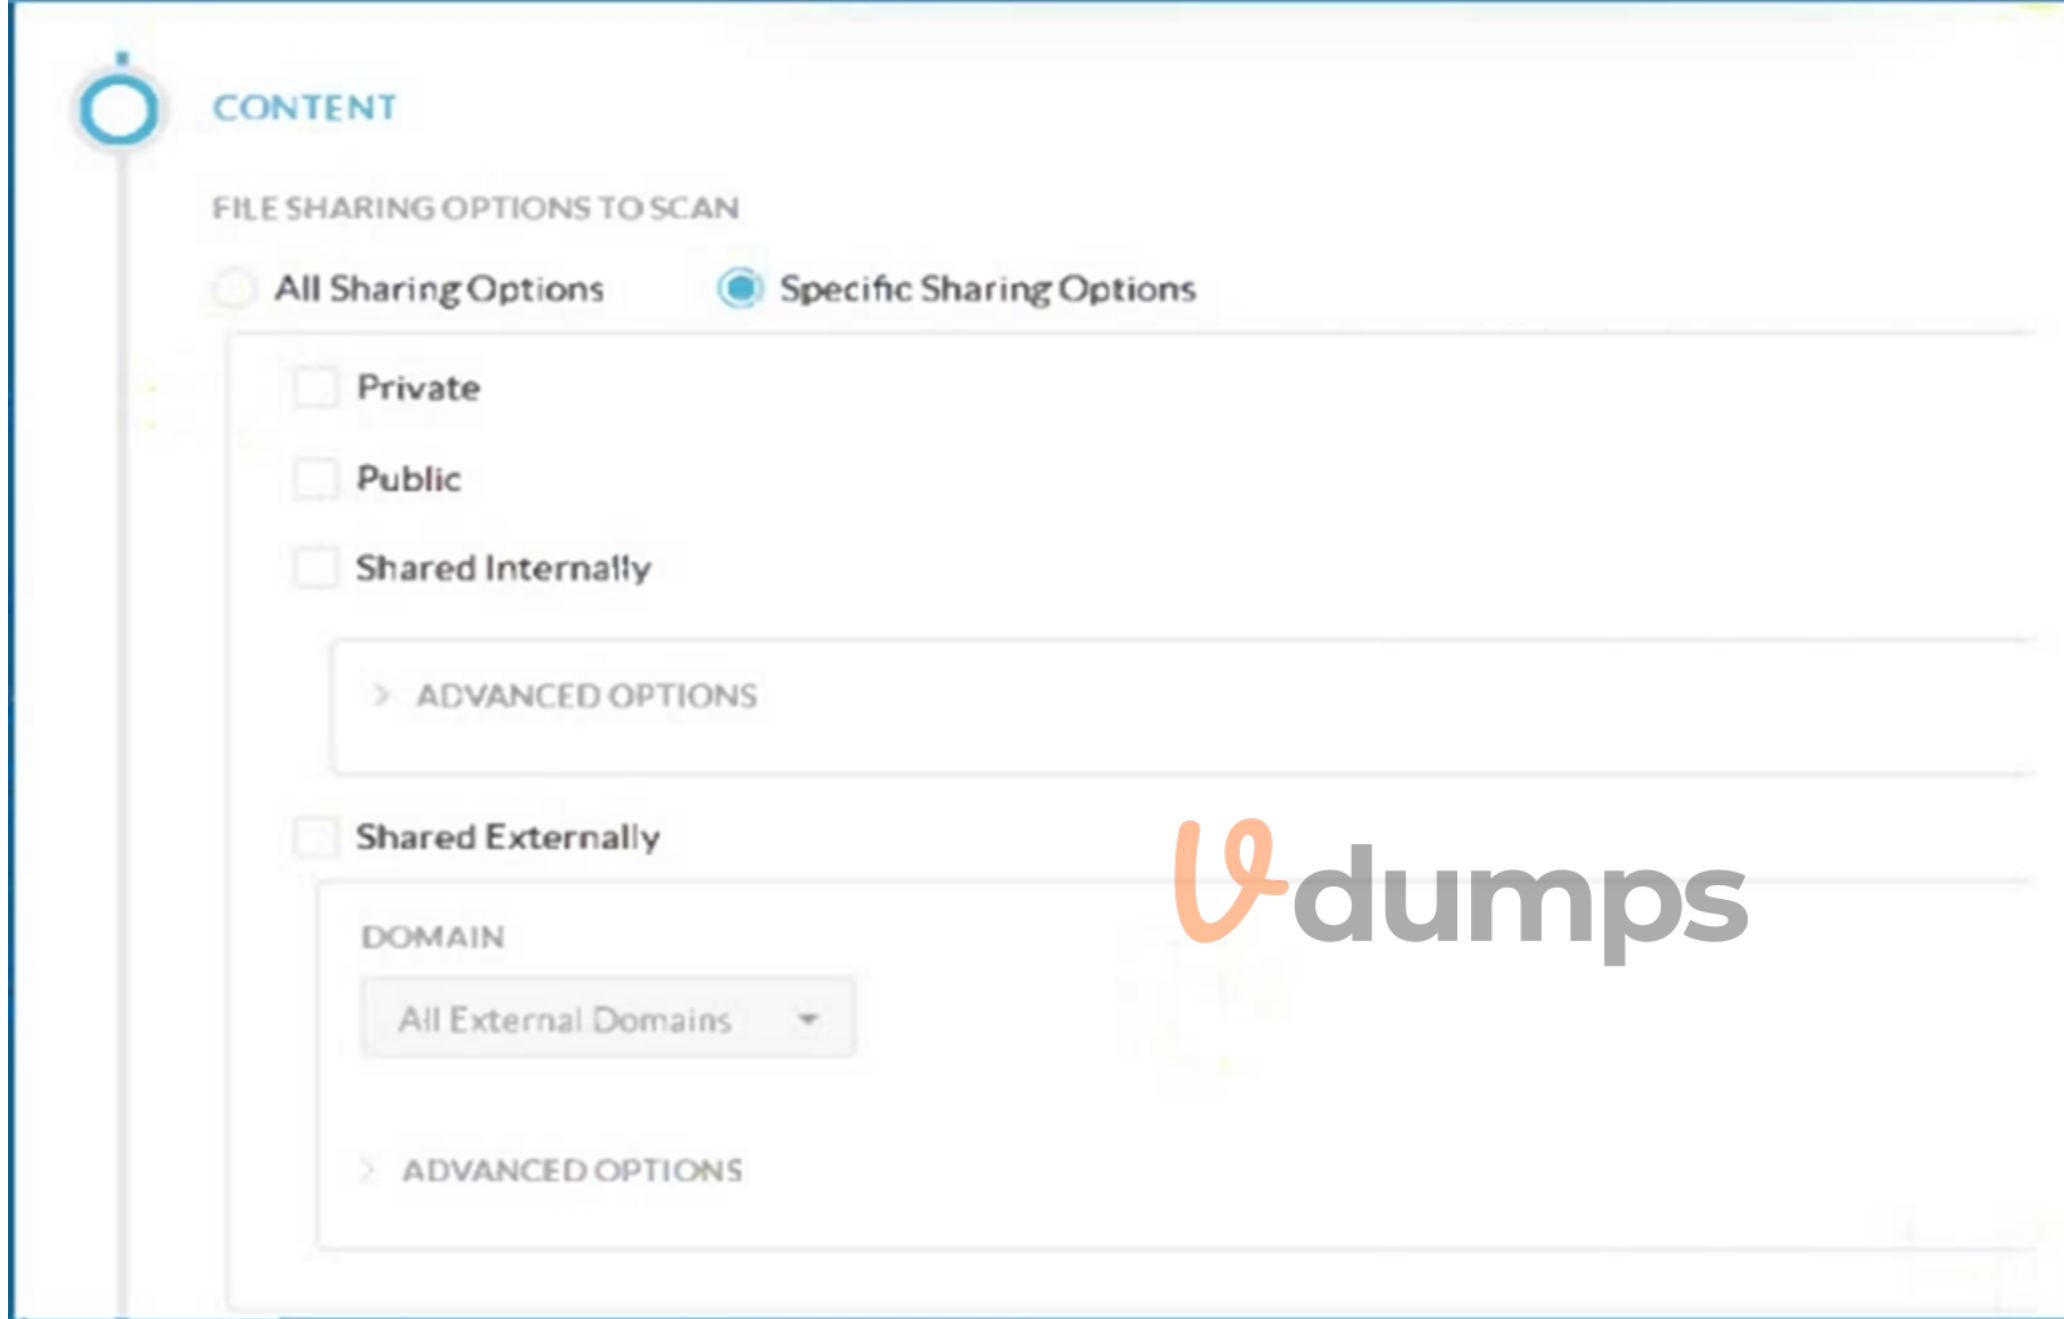 CONTENT
FILE SHARING OPTIONS TO SCAN
All Sharing Options Specific Sharing Options
Private
Public
Shared Internally
> ADVANCED OPTIONS
Shared Externally
Vdumps
DOMAIN
All External Domains
> ADVANCED OPTIONS